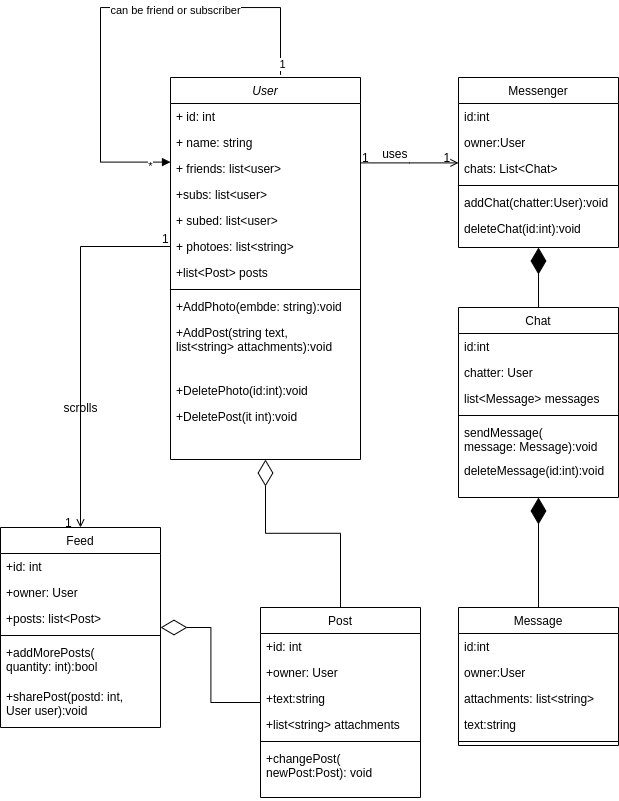 can be friend or subscriber
1
*
User
+ id: int
+ name: string
+ friends: list<user>
+subs: list<user>
+ subed: list<user>
+ photoes: list<string>
+list<Post> posts
+AddPhoto(embde: string):void
+AddPost(string text,
list<string> attachments):void
+DeletePhoto(id:int):void
+DeletePost(it int):void
1
uses
1
Messenger
id:int
owner:User
chats: List<Chat>
addChat(chatter:User):void
deleteChat(id:int):void
Chat
id:int
chatter: User
list<Message> messages
sendMessage(
message: Message):void
deleteMessage(id:int):void
1
scrolls
1
Feed
+id: int
+owner: User
+posts: list<Post>
+addMorePosts(
quantity: int):bool
+sharePost(postd: int,
User user):void
Post
+id: int
+owner: User
+text:string
+list<string> attachments
+changePost(
newPost:Post): void
Message
id:int
owner:User
attachments: list<string>
text:string